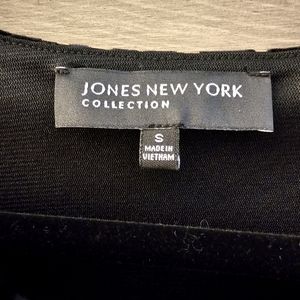 JONES NEW YORK
COLLECTION
S
MADE IN
VIETNAM